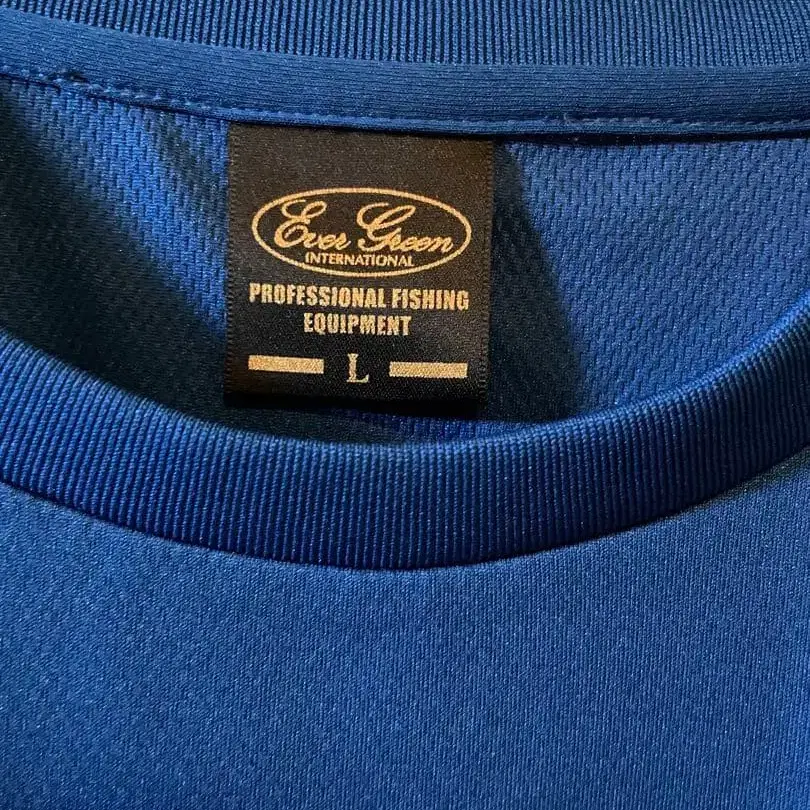 Ever Green
INTERNATIONAL
PROFESSIONAL FISHING
EQUIPMENT
L